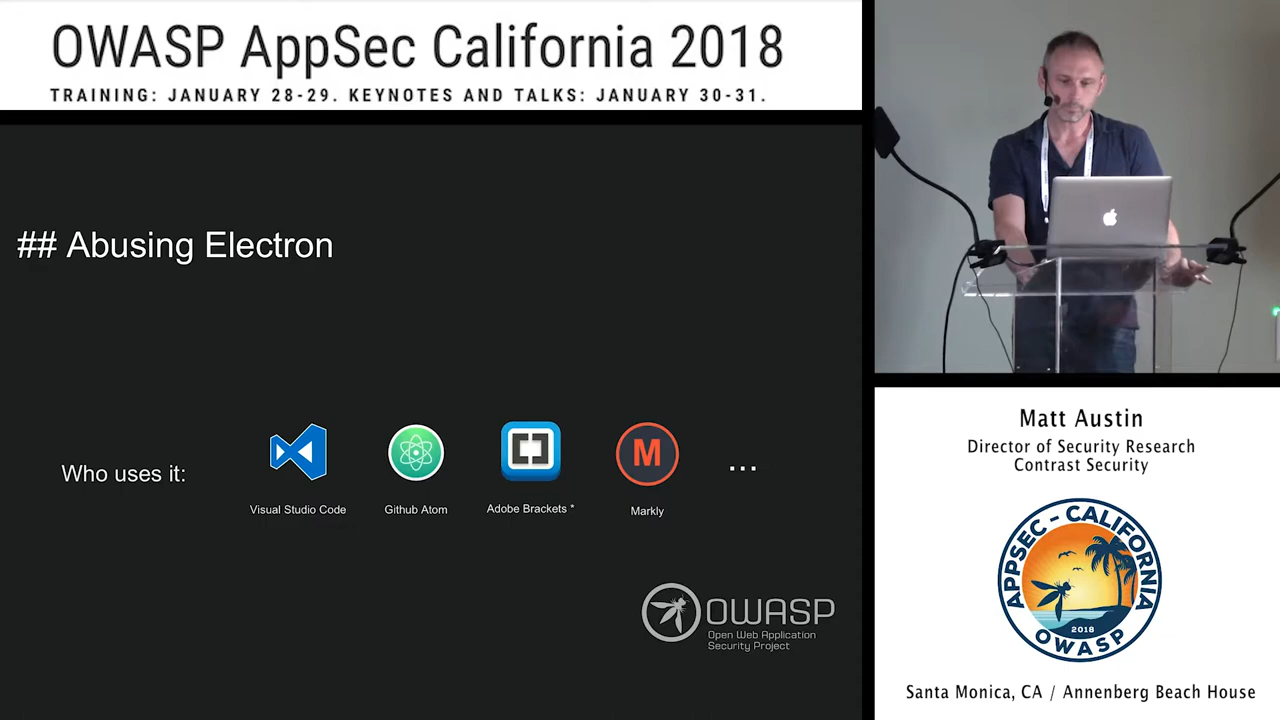 OWASP AppSec California 2018
TRAINING: JANUARY 28-29. KEYNOTES AND TALKS: JANUARY 30-31.
## Abusing Electron
Who uses it:
Visual Studio Code
Github Atom
Adobe Brackets *
M
Markly
...
OWASP
Open Web Application
Security Project
Matt Austin
Director of Security Research
Contrast Security
APPSEC - CALIFORNIA
2018
OWASP
Santa Monica, CA / Annenberg Beach House